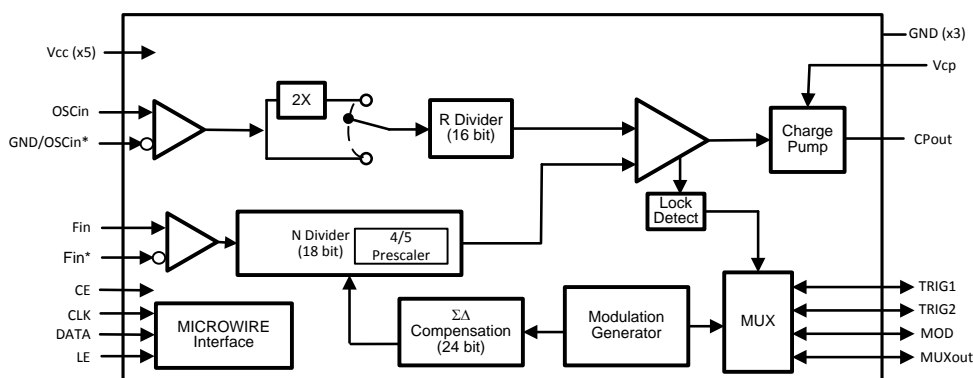 GND (x3)
Vcc (x5)
Vcp
OSCin
2X
R Divider
(16 bit)
Charge
Pump
GND/OSCin*
CPout
Lock
Detect
Fin
N Divider
(18 bit)
4/5
Prescaler
Fin*
CE
CLK
DATA
LE
MICROWIRE
Interface
ΣΔ
Compensation
(24 bit)
Modulation
Generator
MUX
TRIG1
TRIG2
MOD
MUXout